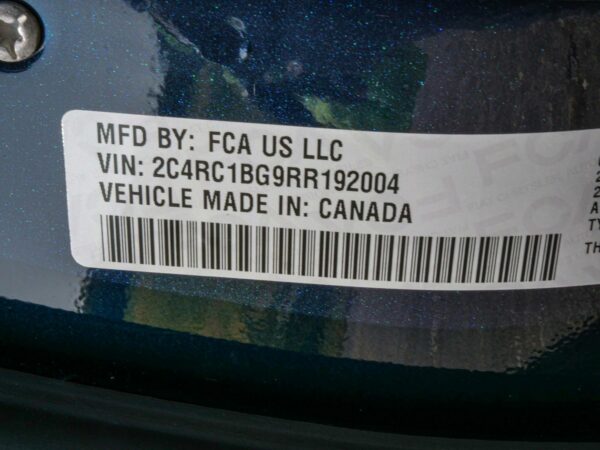 MFD BY: FCA US LLC
VIN: 2C4RC1BG9RR192004
VEHICLE MADE IN: CANADA